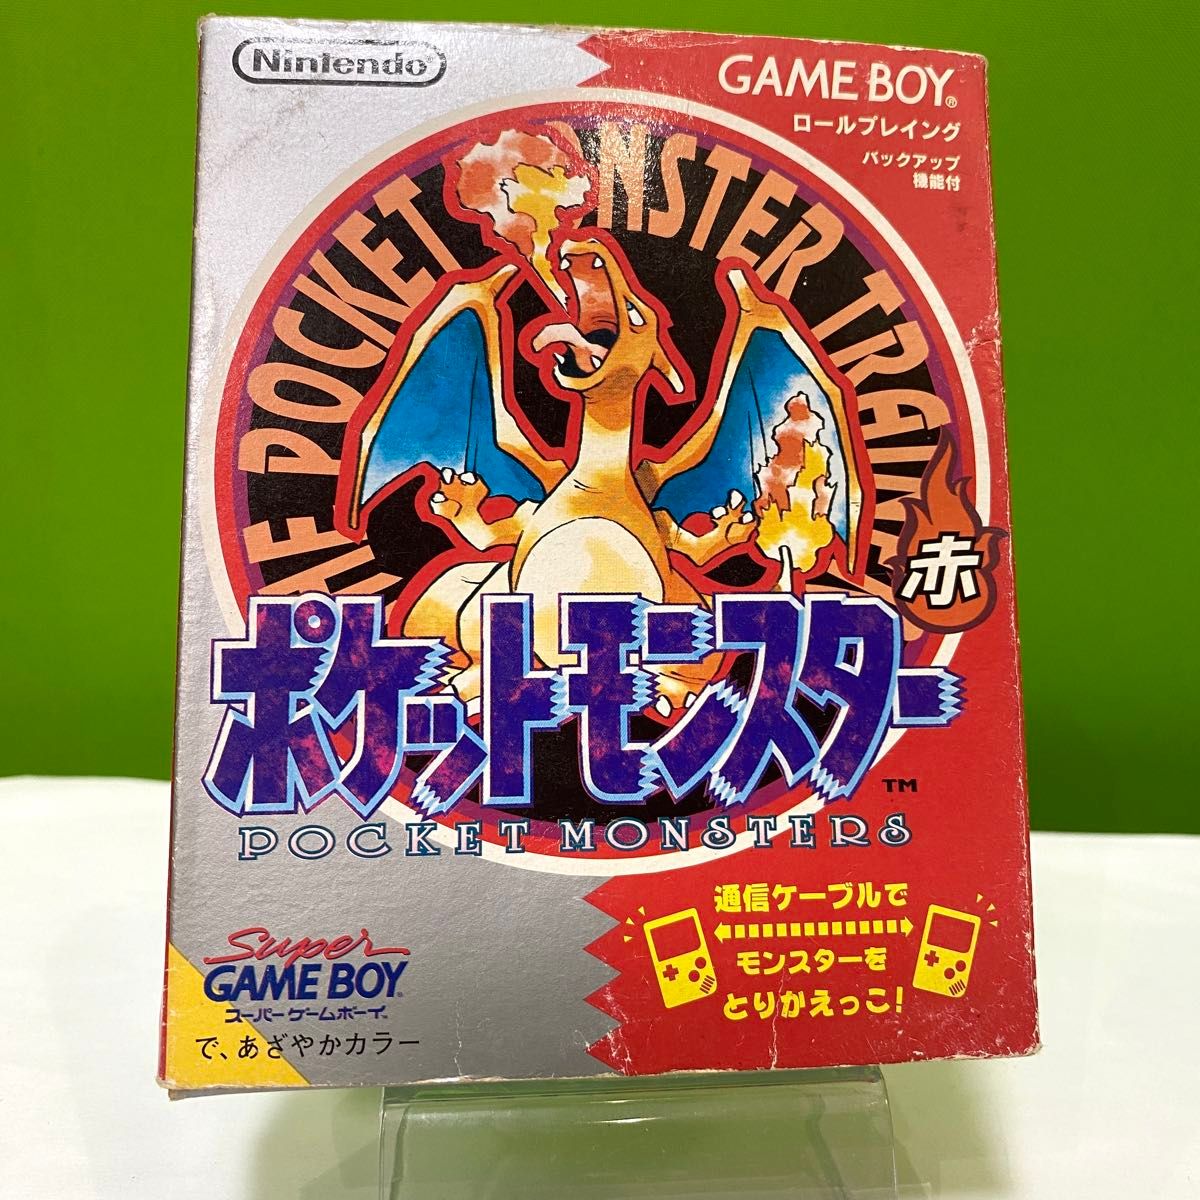 Nintendo
GAME BOY®
ロールプレイング
バックアップ
機能付
POCKET MONSTER
赤
ポケットモンスター
TM
POCKET MONSTERS
通信ケーブルで
モンスターを
とりかえっこ!
Super
GAME BOY
スーパーゲームボーイ
で、あざやかカラー